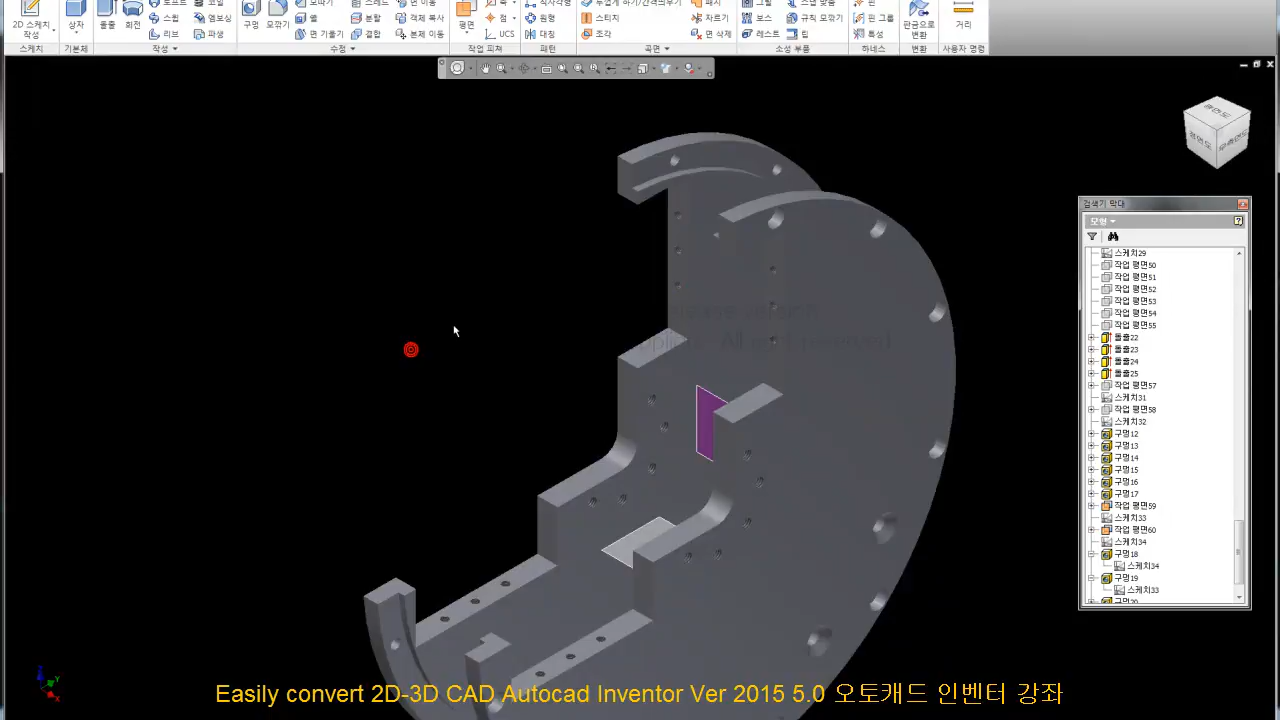 2D 스케치 상자 돌출 회전
작성
스윕 엠보싱
리브 파생
구멍 모깎기
쉘 분할 객체 복사
면 기울기 결합 본체 이동
평면 UCS
원형
대칭
스티치 자르기
조각 면 삭제
보스 규칙 모깎기
레스트 립
핀 그룹
특성
판금으로
변환
거리
스케치 기본체 작성 수정 작업 피쳐 패턴 곡면 소성 부품 하네스 변환 사용자 명령
검색기 막대
모형
스케치29
작업 평면50
작업 평면51
작업 평면52
작업 평면53
작업 평면54
작업 평면55
돌출22
돌출23
돌출24
돌출25
작업 평면57
스케치31
작업 평면58
스케치32
구멍12
구멍13
구멍14
구멍15
구멍16
구멍17
작업 평면59
스케치33
작업 평면60
스케치34
구멍18
스케치34
구멍19
스케치33
구멍20
Easily convert 2D-3D CAD Autocad Inventor Ver 2015 5.0 오토캐드 인벤터 강좌